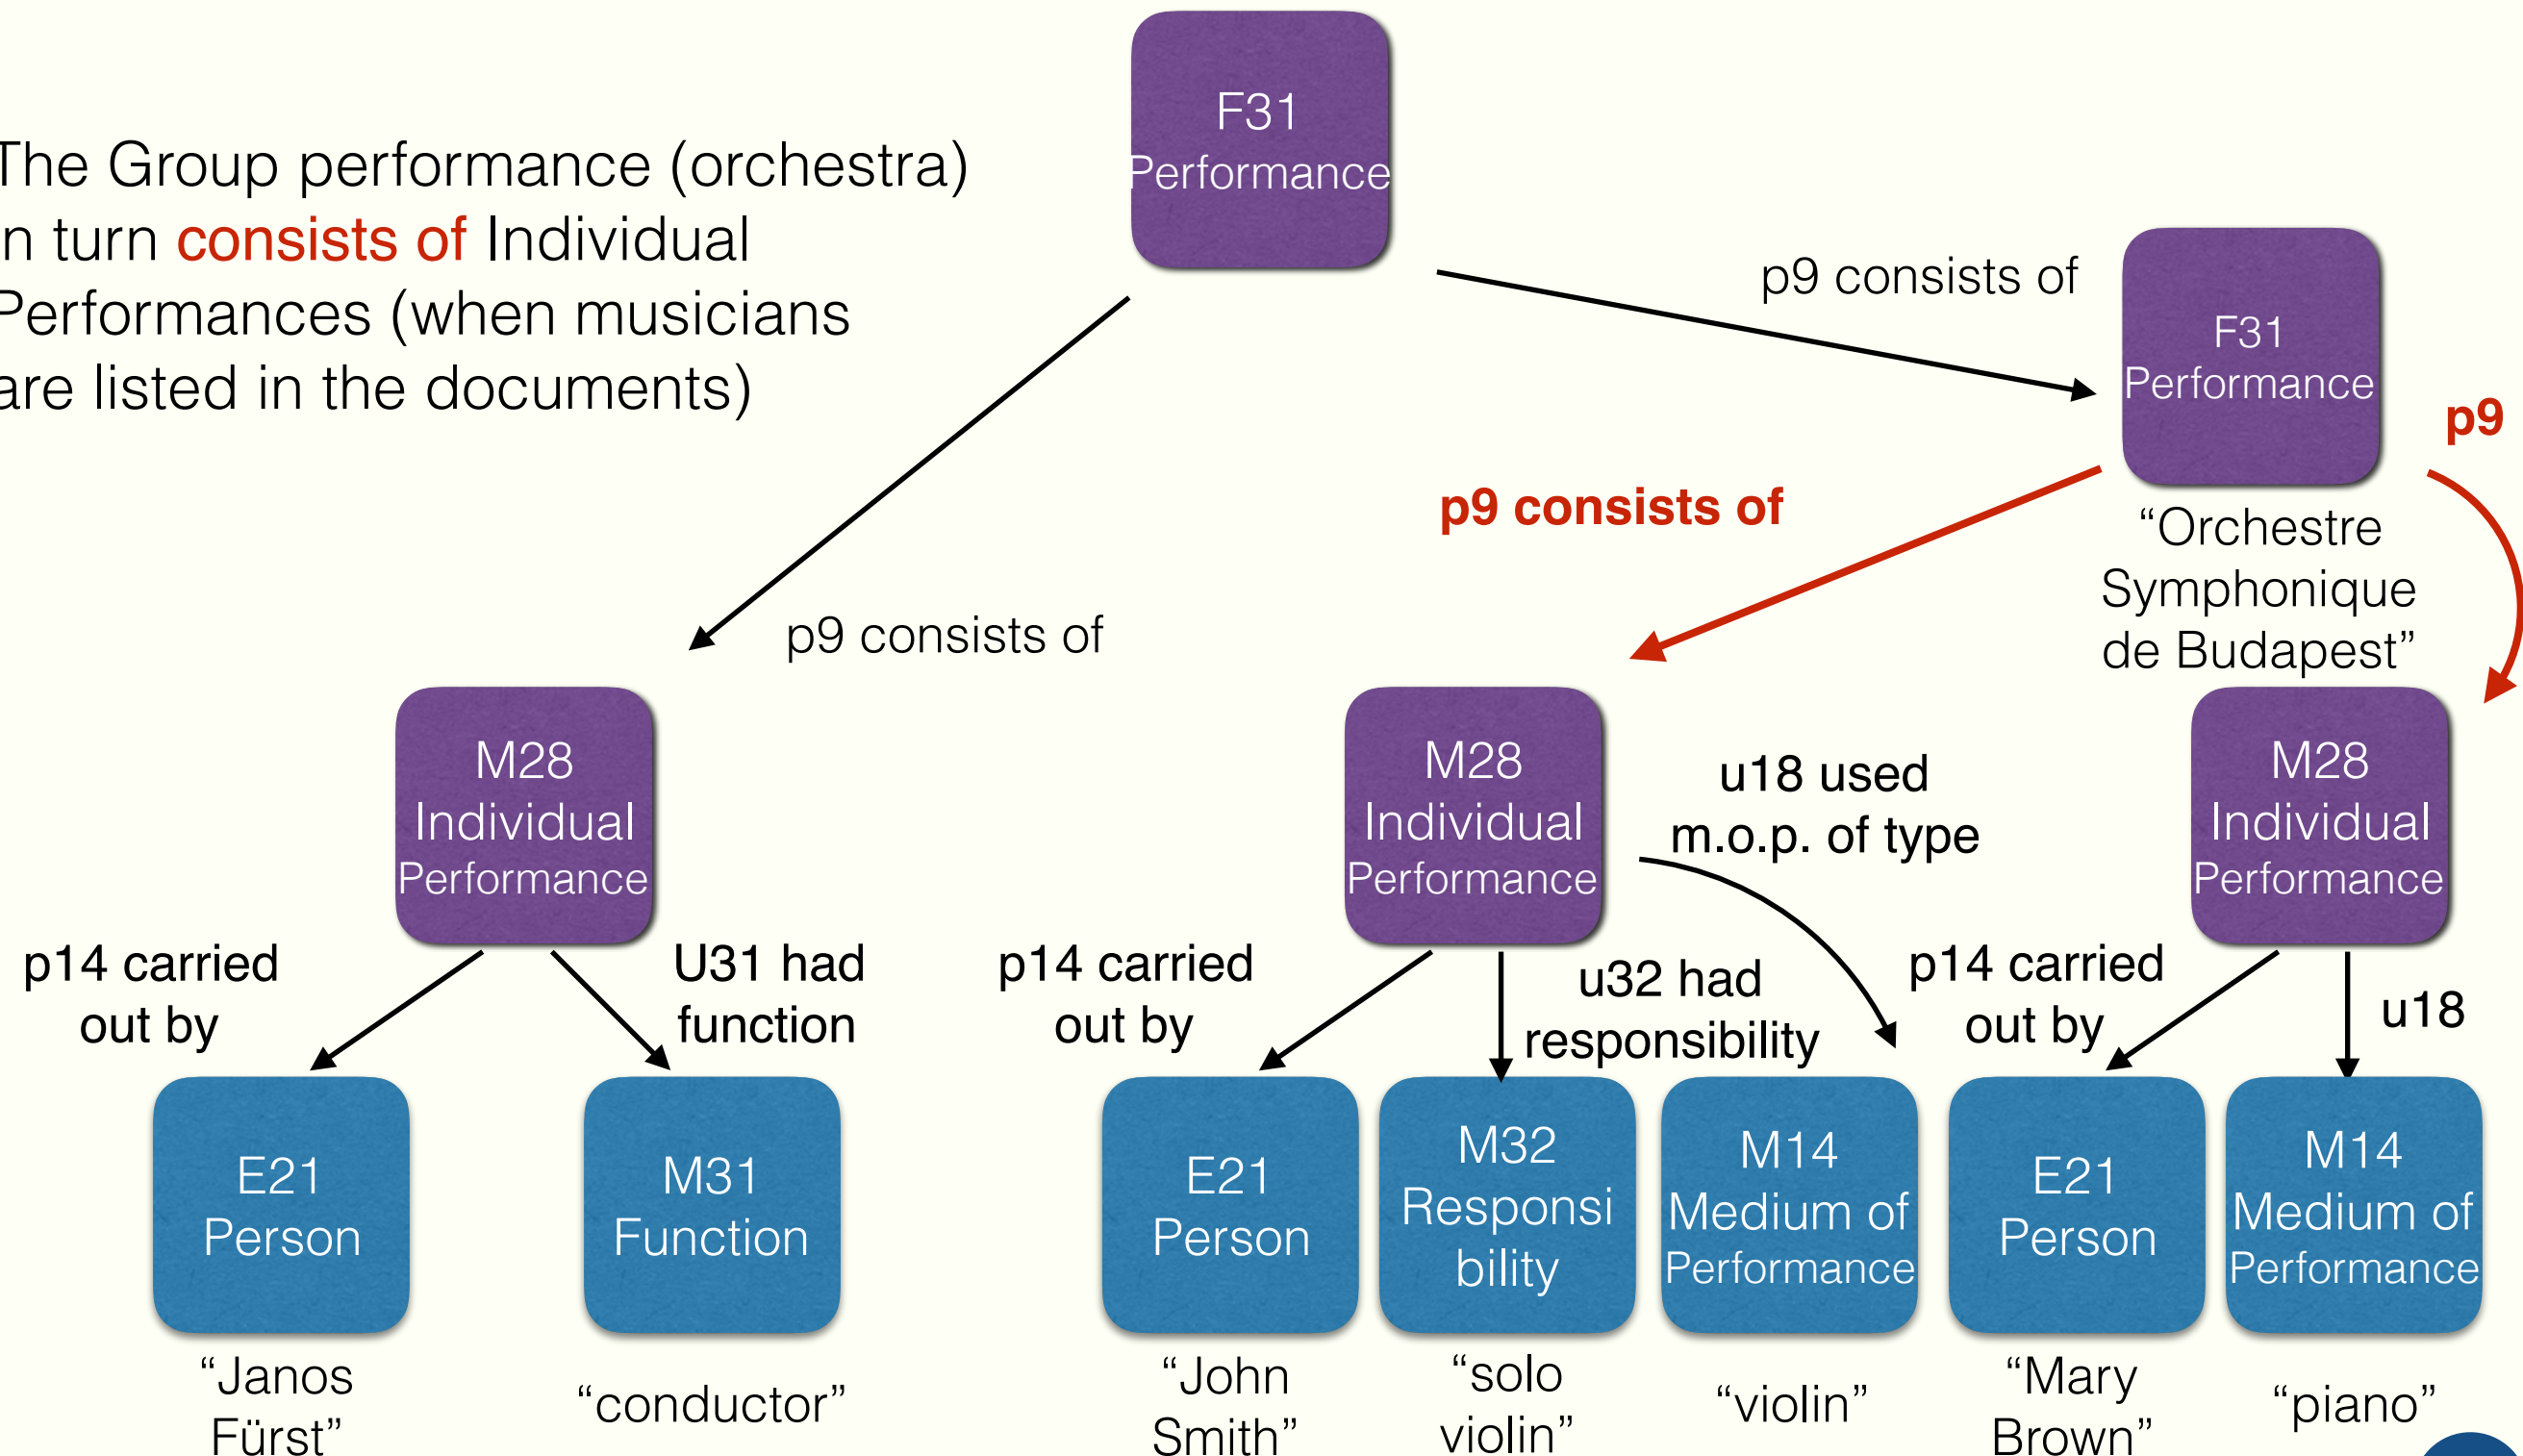 F31
Performance
The Group performance (orchestra)
in turn consists of Individual
Performances (when musicians
are listed in the documents)
p9 consists of
F31
Performance
p9
p9 consists of
“Orchestre
Symphonique
de Budapest”
p9 consists of
M28
Individual
Performance
M28
Individual
Performance
u18 used
m.o.p. of type
M28
Individual
Performance
p14 carried
out by
U31 had
function
p14 carried
out by
u32 had
responsibility
p14 carried
out by
u18
E21
Person
M31
Function
E21
Person
M32
Responsi
bility
M14
Medium of
Performance
E21
Person
M14
Medium of
Performance
“Janos
Fürst”
“conductor”
“John
Smith”
“solo
violin”
“violin”
“Mary
Brown”
“piano”